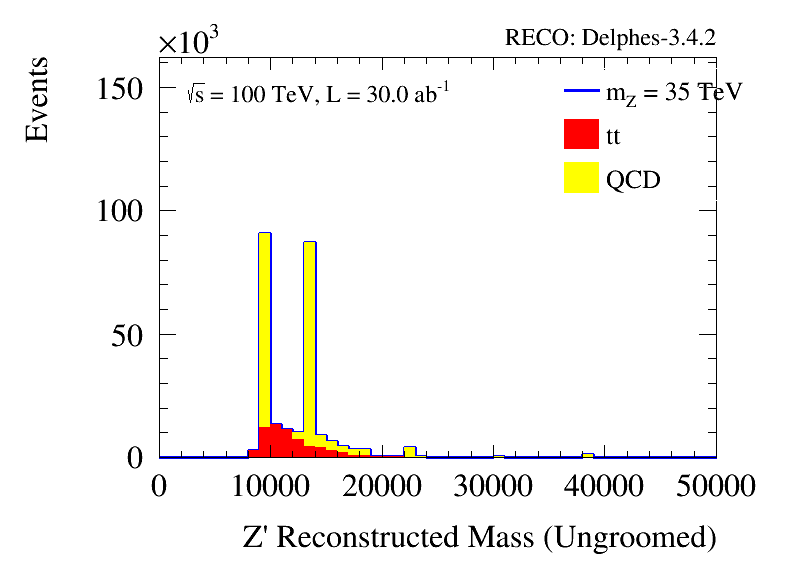 ×10³
RECO: Delphes-3.4.2
Events
√s = 100 TeV, L = 30.0 ab⁻¹
m_Z = 35 TeV
tt
QCD
150
100
50
0
0 10000 20000 30000 40000 50000
Z' Reconstructed Mass (Ungroomed)